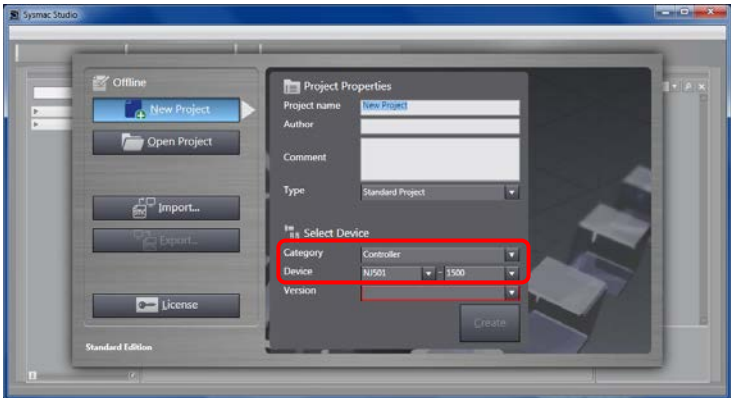 Sysmac Studio
Offline
New Project
Open Project
Import...
Export...
License
Standard Edition
Project Properties
Project name New Project
Author
Comment
Type Standard Project
Select Device
Category Controller
Device NJ501 - 1500
Version
Create